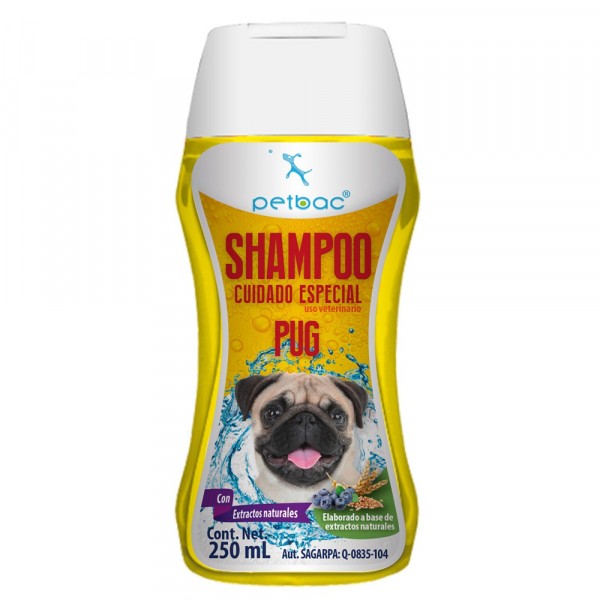 petbac®
SHAMPOO
CUIDADO ESPECIAL
uso veterinario
PUG
Con
Extractos naturales
Elaborado a base de
extractos naturales
Cont. Net.
250 mL
Aut. SAGARPA: Q-0835-104